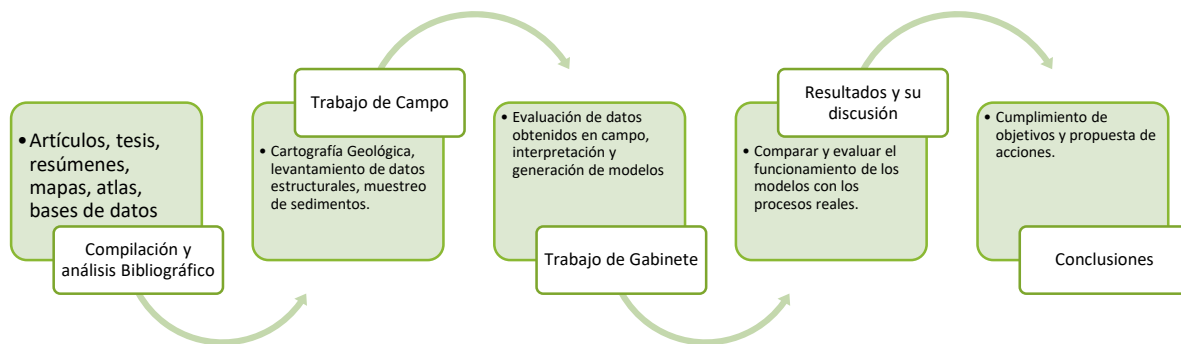 • Artículos, tesis,
resúmenes,
mapas, atlas,
bases de datos
Compilación y
análisis Bibliográfico
Trabajo de Campo
• Cartografía Geológica,
levantamiento de datos
estructurales, muestreo
de sedimentos.
• Evaluación de datos
obtenidos en campo,
interpretación y
generación de modelos
Trabajo de Gabinete
Resultados y su
discusión
• Comparar y evaluar el
funcionamiento de los
modelos con los
procesos reales.
• Cumplimiento de
objetivos y propuesta de
acciones.
Conclusiones